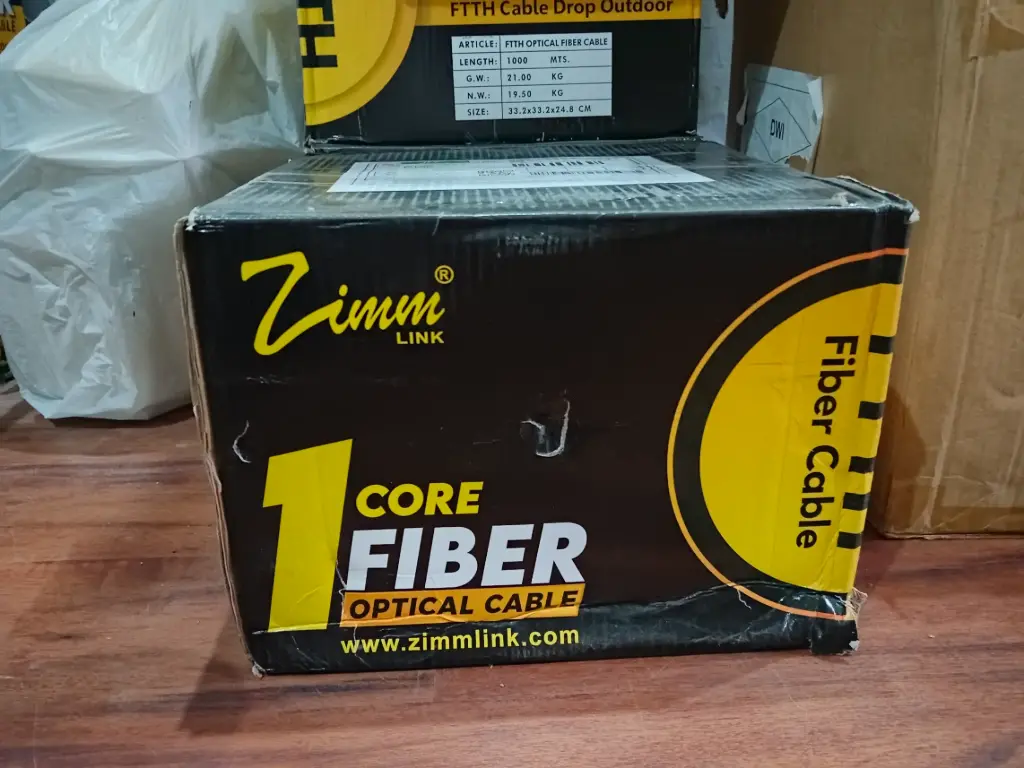 FTTH Cable Drop Outdoor
ARTICLE: FTTH OPTICAL FIBER CABLE
LENGTH: 1000 MTS.
G.W.: 21.00 KG
N.W.: 19.50 KG
SIZE: 33.2x33.2x24.8 CM
DWI
Zimm®
LINK
Fiber Cable
1 CORE
FIBER
OPTICAL CABLE
www.zimmlink.com